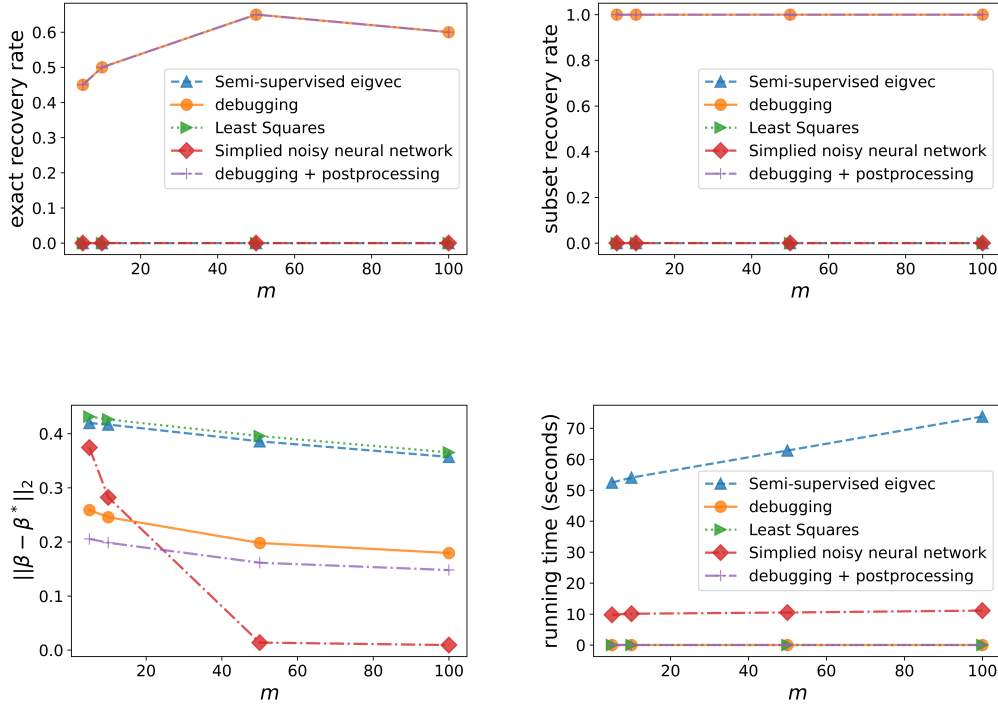 exact recovery rate
0.6
0.5
0.4
0.3
0.2
0.1
0.0
Semi-supervised eigvec
debugging
Least Squares
Simplied noisy neural network
debugging + postprocessing
20 40 60 80 100
m
subset recovery rate
1.0
0.8
0.6
0.4
0.2
0.0
Semi-supervised eigvec
debugging
Least Squares
Simplied noisy neural network
debugging + postprocessing
20 40 60 80 100
m
||β − β*||₂
0.4
0.3
0.2
0.1
0.0
20 40 60 80 100
m
running time (seconds)
70
60
50
40
30
20
10
0
Semi-supervised eigvec
debugging
Least Squares
Simplied noisy neural network
debugging + postprocessing
20 40 60 80 100
m